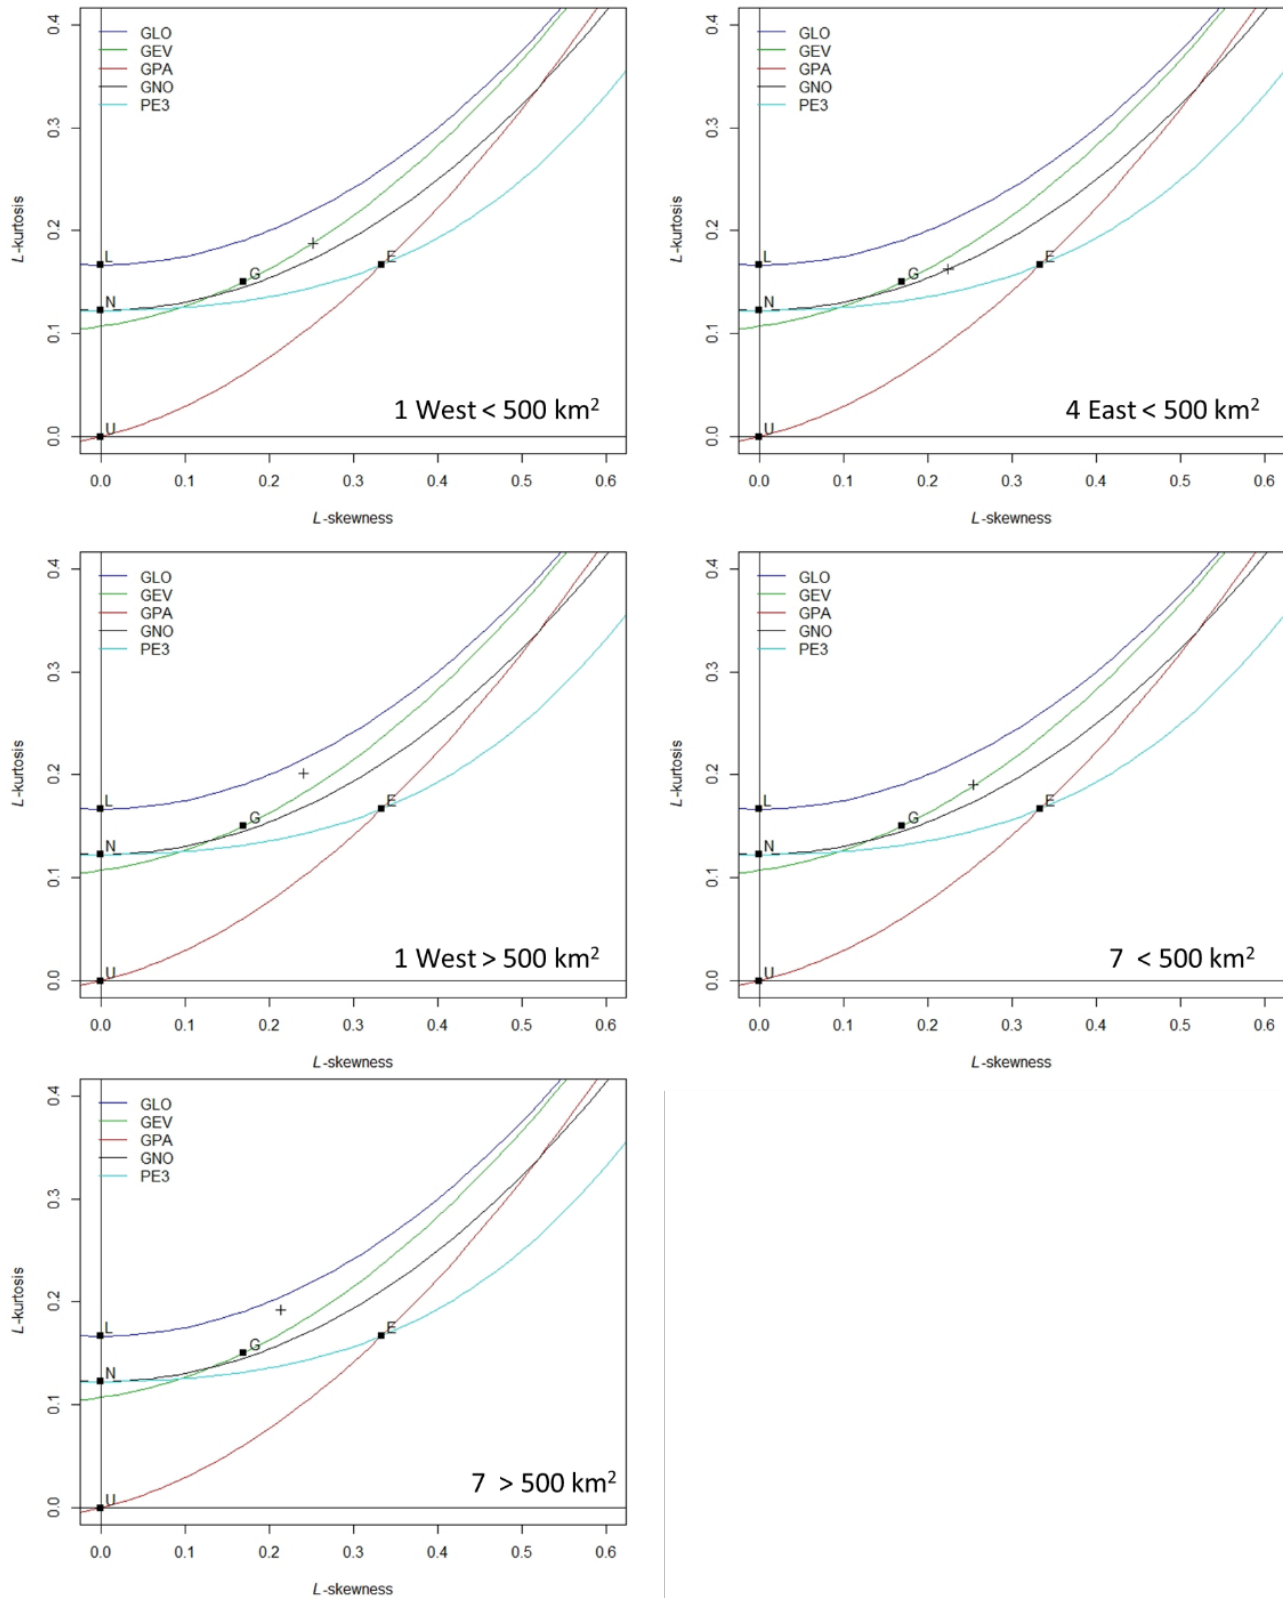 GLO
GEV
GPA
GNO
PE3
L-kurtosis
0.4
0.3
0.2
0.1
0.0
L
N
G
E
U
1 West < 500 km²
0.0 0.1 0.2 0.3 0.4 0.5 0.6
L-skewness
GLO
GEV
GPA
GNO
PE3
L-kurtosis
0.4
0.3
0.2
0.1
0.0
L
N
G
E
U
4 East < 500 km²
0.0 0.1 0.2 0.3 0.4 0.5 0.6
L-skewness
GLO
GEV
GPA
GNO
PE3
L-kurtosis
0.4
0.3
0.2
0.1
0.0
L
N
G
E
U
1 West > 500 km²
0.0 0.1 0.2 0.3 0.4 0.5 0.6
L-skewness
GLO
GEV
GPA
GNO
PE3
L-kurtosis
0.4
0.3
0.2
0.1
0.0
L
N
G
E
U
7 < 500 km²
0.0 0.1 0.2 0.3 0.4 0.5 0.6
L-skewness
GLO
GEV
GPA
GNO
PE3
L-kurtosis
0.4
0.3
0.2
0.1
0.0
L
N
G
E
U
7 > 500 km²
0.0 0.1 0.2 0.3 0.4 0.5 0.6
L-skewness